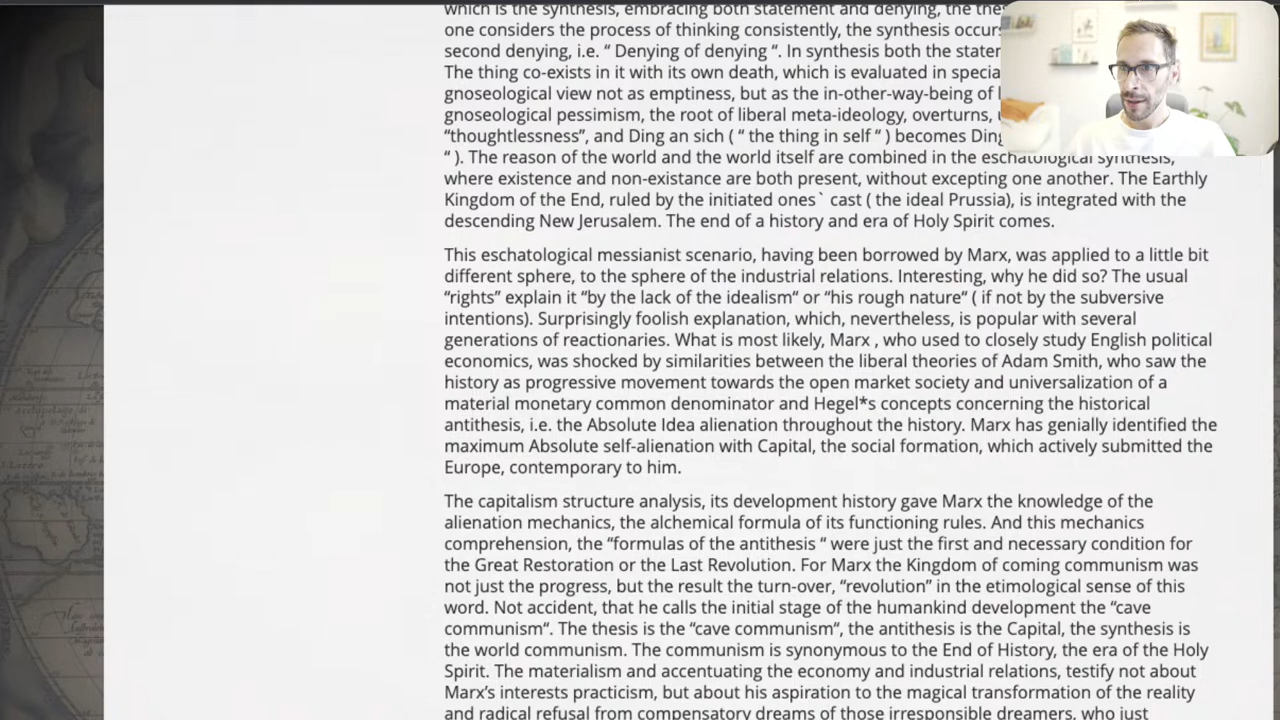 which is the synthesis, embracing both statement and denying, the
one considers the process of thinking consistently, the synthesis occurs
second denying, i.e. “ Denying of denying “. In synthesis both the
The thing co-exists in it with its own death, which is evaluated in
gnoseological view not as emptiness, but as the in-other-way-being of
gnoseological pessimism, the root of liberal meta-ideology, overturns,
“thoughtlessness”, and Ding an sich ( “ the thing in self “ ) becomes Ding
“ ). The reason of the world and the world itself are combined in the eschatological synthesis,
where existence and non-existance are both present, without excepting one another. The Earthly
Kingdom of the End, ruled by the initiated ones` cast ( the ideal Prussia), is integrated with the
descending New Jerusalem. The end of a history and era of Holy Spirit comes.
This eschatological messianist scenario, having been borrowed by Marx, was applied to a little bit
different sphere, to the sphere of the industrial relations. Interesting, why he did so? The usual
“rights” explain it “by the lack of the idealism“ or “his rough nature“ ( if not by the subversive
intentions). Surprisingly foolish explanation, which, nevertheless, is popular with several
generations of reactionaries. What is most likely, Marx , who used to closely study English political
economics, was shocked by similarities between the liberal theories of Adam Smith, who saw the
history as progressive movement towards the open market society and universalization of a
material monetary common denominator and Hegel*s concepts concerning the historical
antithesis, i.e. the Absolute Idea alienation throughout the history. Marx has genially identified the
maximum Absolute self-alienation with Capital, the social formation, which actively submitted the
Europe, contemporary to him.
The capitalism structure analysis, its development history gave Marx the knowledge of the
alienation mechanics, the alchemical formula of its functioning rules. And this mechanics
comprehension, the “formulas of the antithesis “ were just the first and necessary condition for
the Great Restoration or the Last Revolution. For Marx the Kingdom of coming communism was
not just the progress, but the result the turn-over, “revolution” in the etimological sense of this
word. Not accident, that he calls the initial stage of the humankind development the “cave
communism“. The thesis is the “cave communism“, the antithesis is the Capital, the synthesis is
the world communism. The communism is synonymous to the End of History, the era of the Holy
Spirit. The materialism and accentuating the economy and industrial relations, testify not about
Marx’s interests practicism, but about his aspiration to the magical transformation of the reality
and radical refusal from compensatory dreams of those irresponsible dreamers, who just